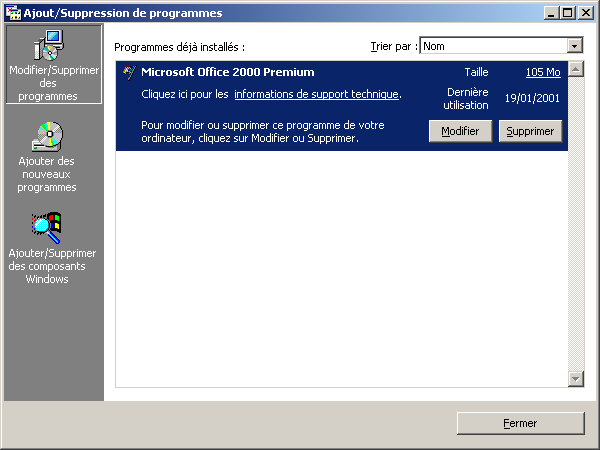 Ajout/Suppression de programmes
Modifier/Supprimer
des
programmes
Ajouter des
nouveaux
programmes
Ajouter/Supprimer
des composants
Windows
Programmes déjà installés :
Trier par : Nom
Microsoft Office 2000 Premium
Taille 105 Mo
Cliquez ici pour les informations de support technique.
Dernière
utilisation 19/01/2001
Pour modifier ou supprimer ce programme de votre
ordinateur, cliquez sur Modifier ou Supprimer.
Modifier Supprimer
Fermer